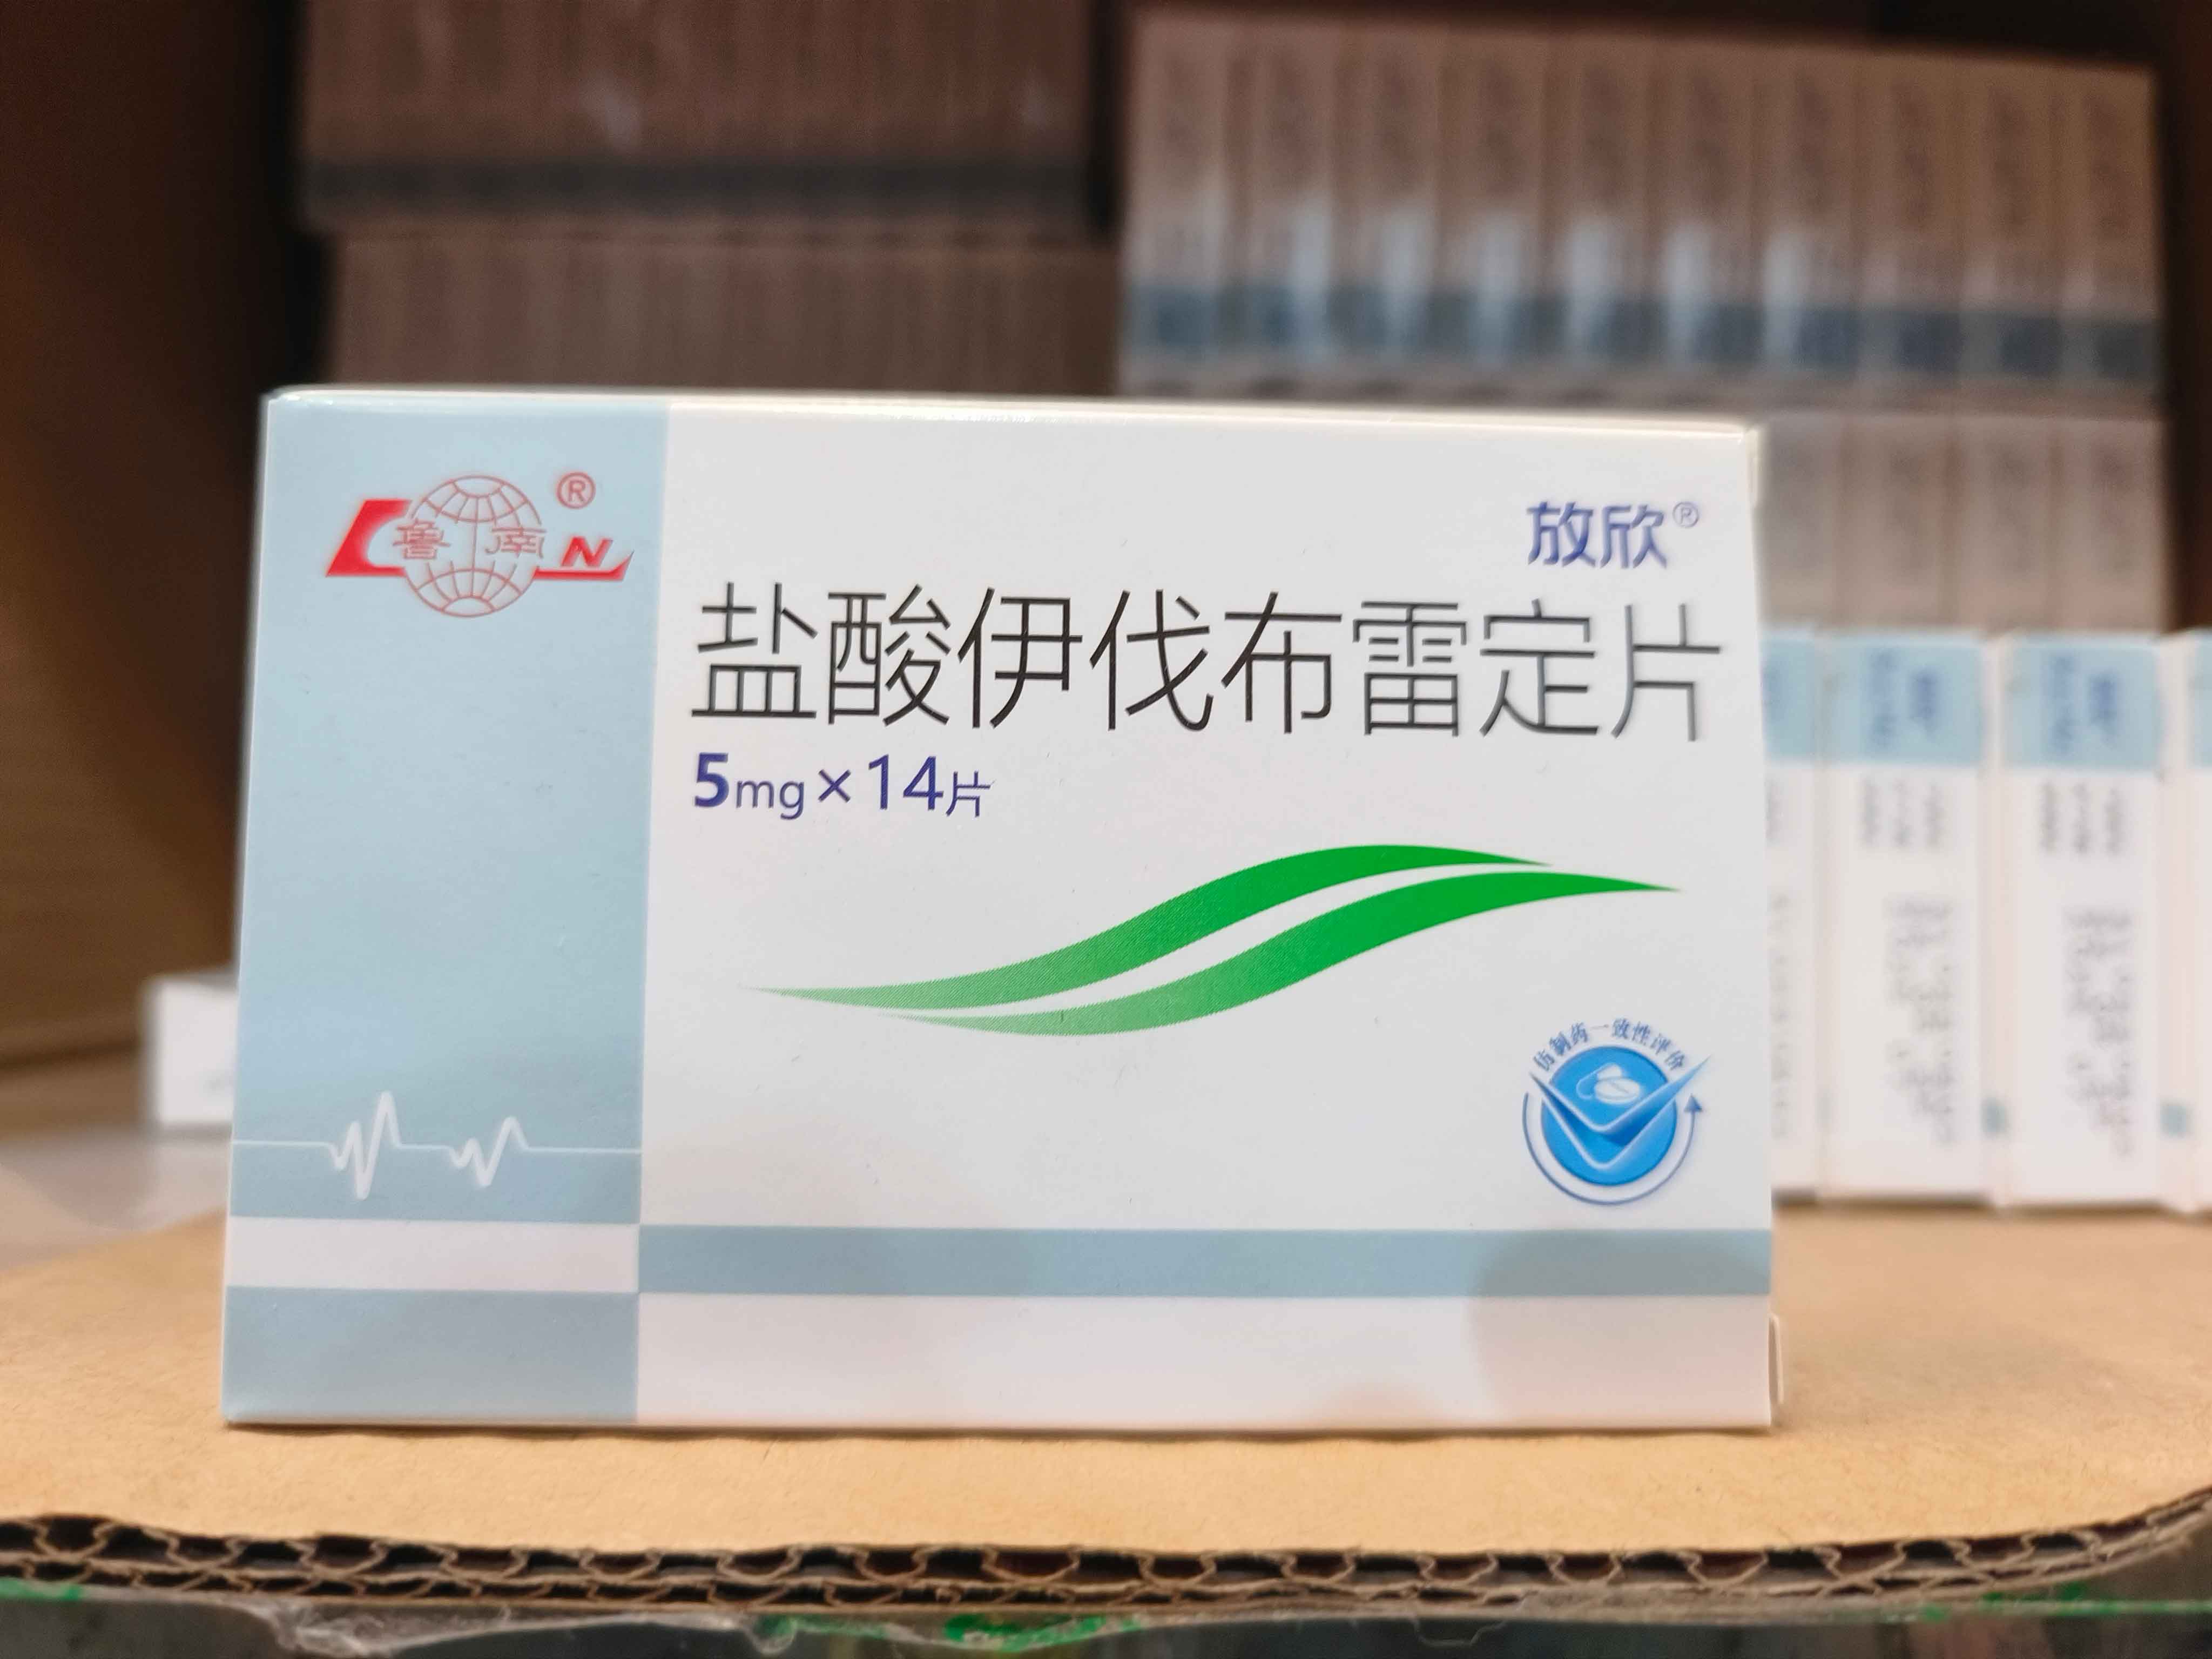 鲁南®
LN
放欣®
盐酸伊伐布雷定片
5mg×14片
仿制药一致性评价